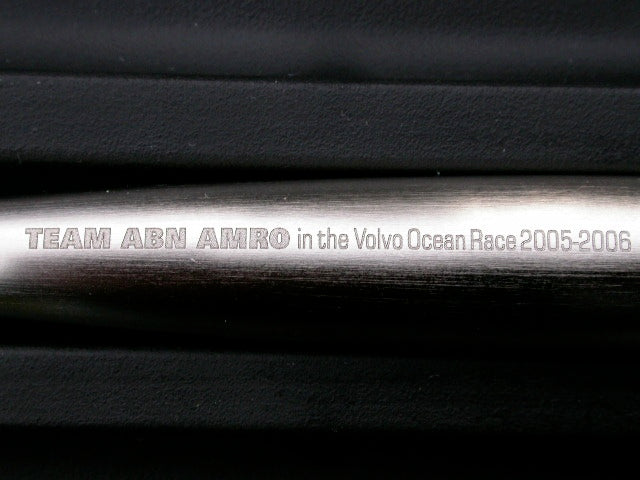 TEAM ABN AMRO in the Volvo Ocean Race 2005-2006